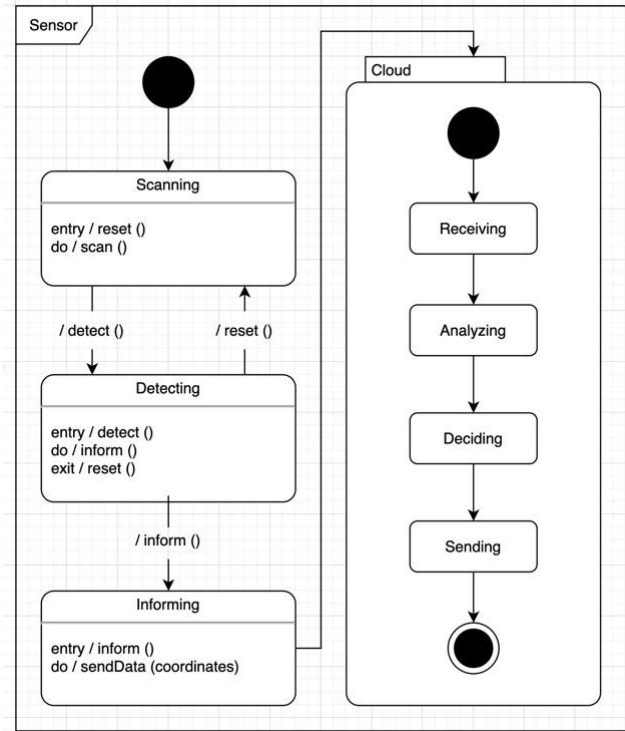 Sensor
Scanning
entry / reset ()
do / scan ()
/ detect ()
/ reset ()
Detecting
entry / detect ()
do / inform ()
exit / reset ()
/ inform ()
Informing
entry / inform ()
do / sendData (coordinates)
Cloud
Receiving
Analyzing
Deciding
Sending